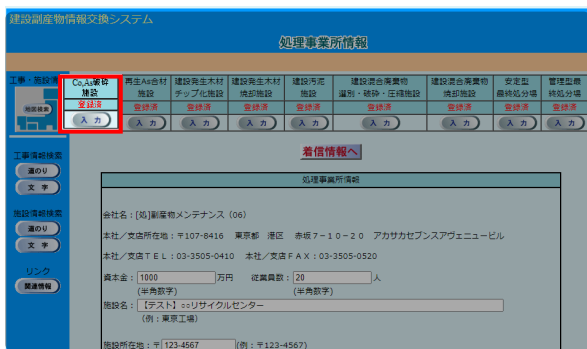 建設副産物情報交換システム
処理事業所情報
工事・施設情
地図検索
Co,As破砕
施設
登録済
入 力
再生As合材
施設
登録済
入 力
建設発生木材
チップ化施設
登録済
入 力
建設発生木材
焼却施設
登録済
入 力
建設汚泥
施設
登録済
入 力
建設混合廃棄物
選別・破砕・圧縮施設
登録済
入 力
建設混合廃棄物
焼却施設
登録済
入 力
安定型
最終処分場
登録済
入 力
管理型最
終処分場
登録済
入 力
工事情報検索
道のり
文 字
施設情報検索
道のり
文 字
リンク
関連情報
着信情報へ
処理事業所情報
会社名：[処]副産物メンテナンス（06）
本社／支店所在地：〒107-8416 東京都 港区 赤坂７－１０－２０ アカサカセブンスアヴェニュービル
本社／支店ＴＥＬ：03-3505-0410 本社／支店ＦＡＸ：03-3505-0520
資本金：1000万円 従業員数：20人
(半角数字) (半角数字)
施設名：【テスト】○○リサイクルセンター
（例：東京工場）
施設所在地：〒123-4567 (例：〒123-4567)